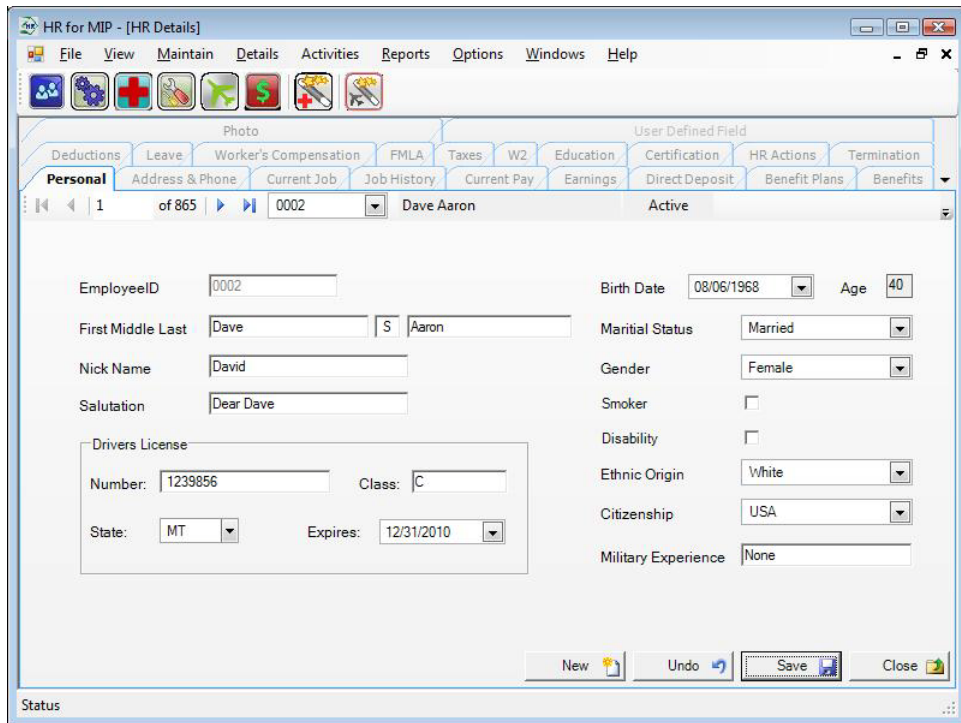 HR for MIP - [HR Details]
File View Maintain Details Activities Reports Options Windows Help
Photo User Defined Field
Deductions Leave Worker's Compensation FMLA Taxes W2 Education Certification HR Actions Termination
Personal Address & Phone Current Job Job History Current Pay Earnings Direct Deposit Benefit Plans Benefits
1 of 865 0002 Dave Aaron Active
EmployeeID 0002 Birth Date 08/06/1968 Age 40
First Middle Last Dave S Aaron Maritial Status Married
Nick Name David Gender Female
Salutation Dear Dave Smoker
Disability
Drivers License
Number: 1239856 Class: C Ethnic Origin White
Citizenship USA
State: MT Expires: 12/31/2010
Military Experience None
New Undo Save Close
Status